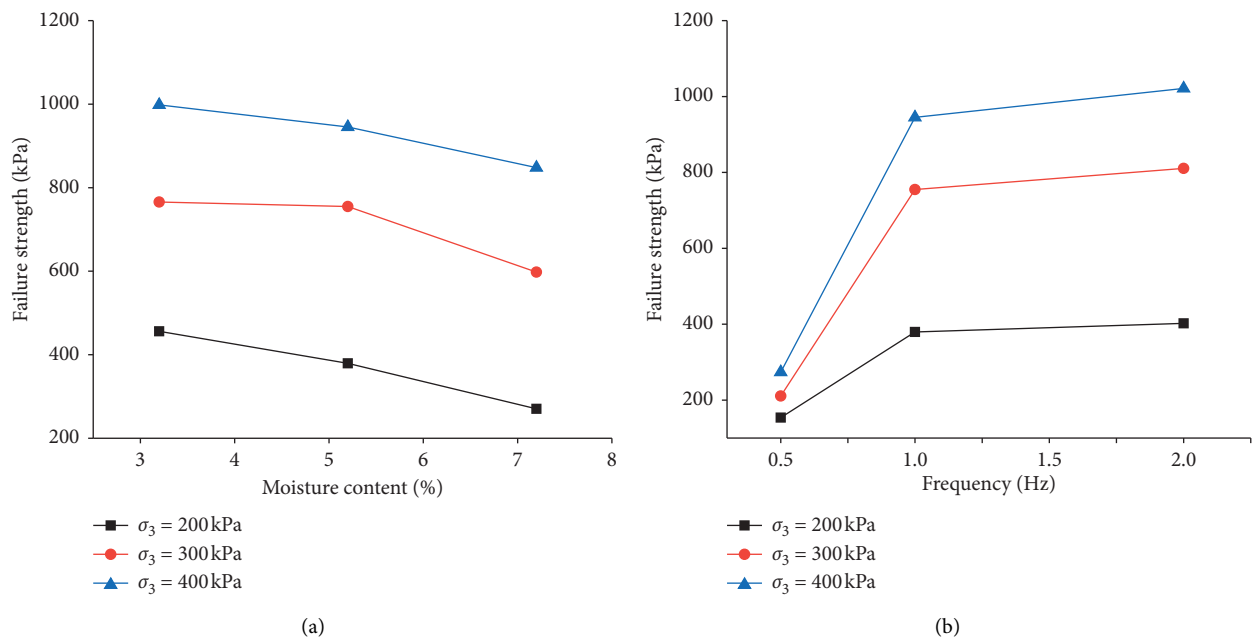 1200
1000
800
600
400
200
Failure strength (kPa)
3 4 5 6 7 8
Moisture content (%)
σ3 = 200 kPa
σ3 = 300 kPa
σ3 = 400 kPa
(a)
1200
1000
800
600
400
200
Failure strength (kPa)
0.5 1.0 1.5 2.0
Frequency (Hz)
σ3 = 200 kPa
σ3 = 300 kPa
σ3 = 400 kPa
(b)